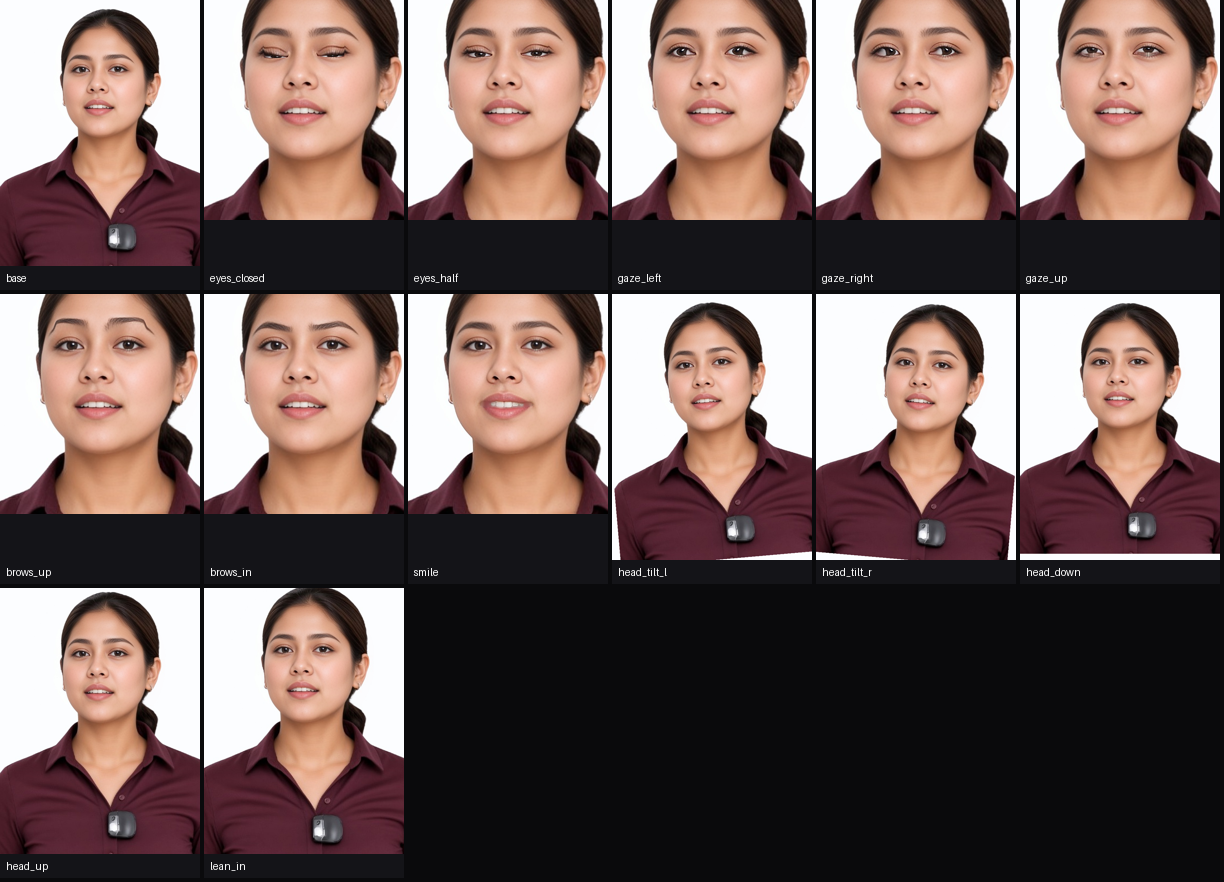 base
eyes_closed
eyes_half
gaze_left
gaze_right
gaze_up
brows_up
brows_in
smile
head_tilt_l
head_tilt_r
head_down
head_up
lean_in